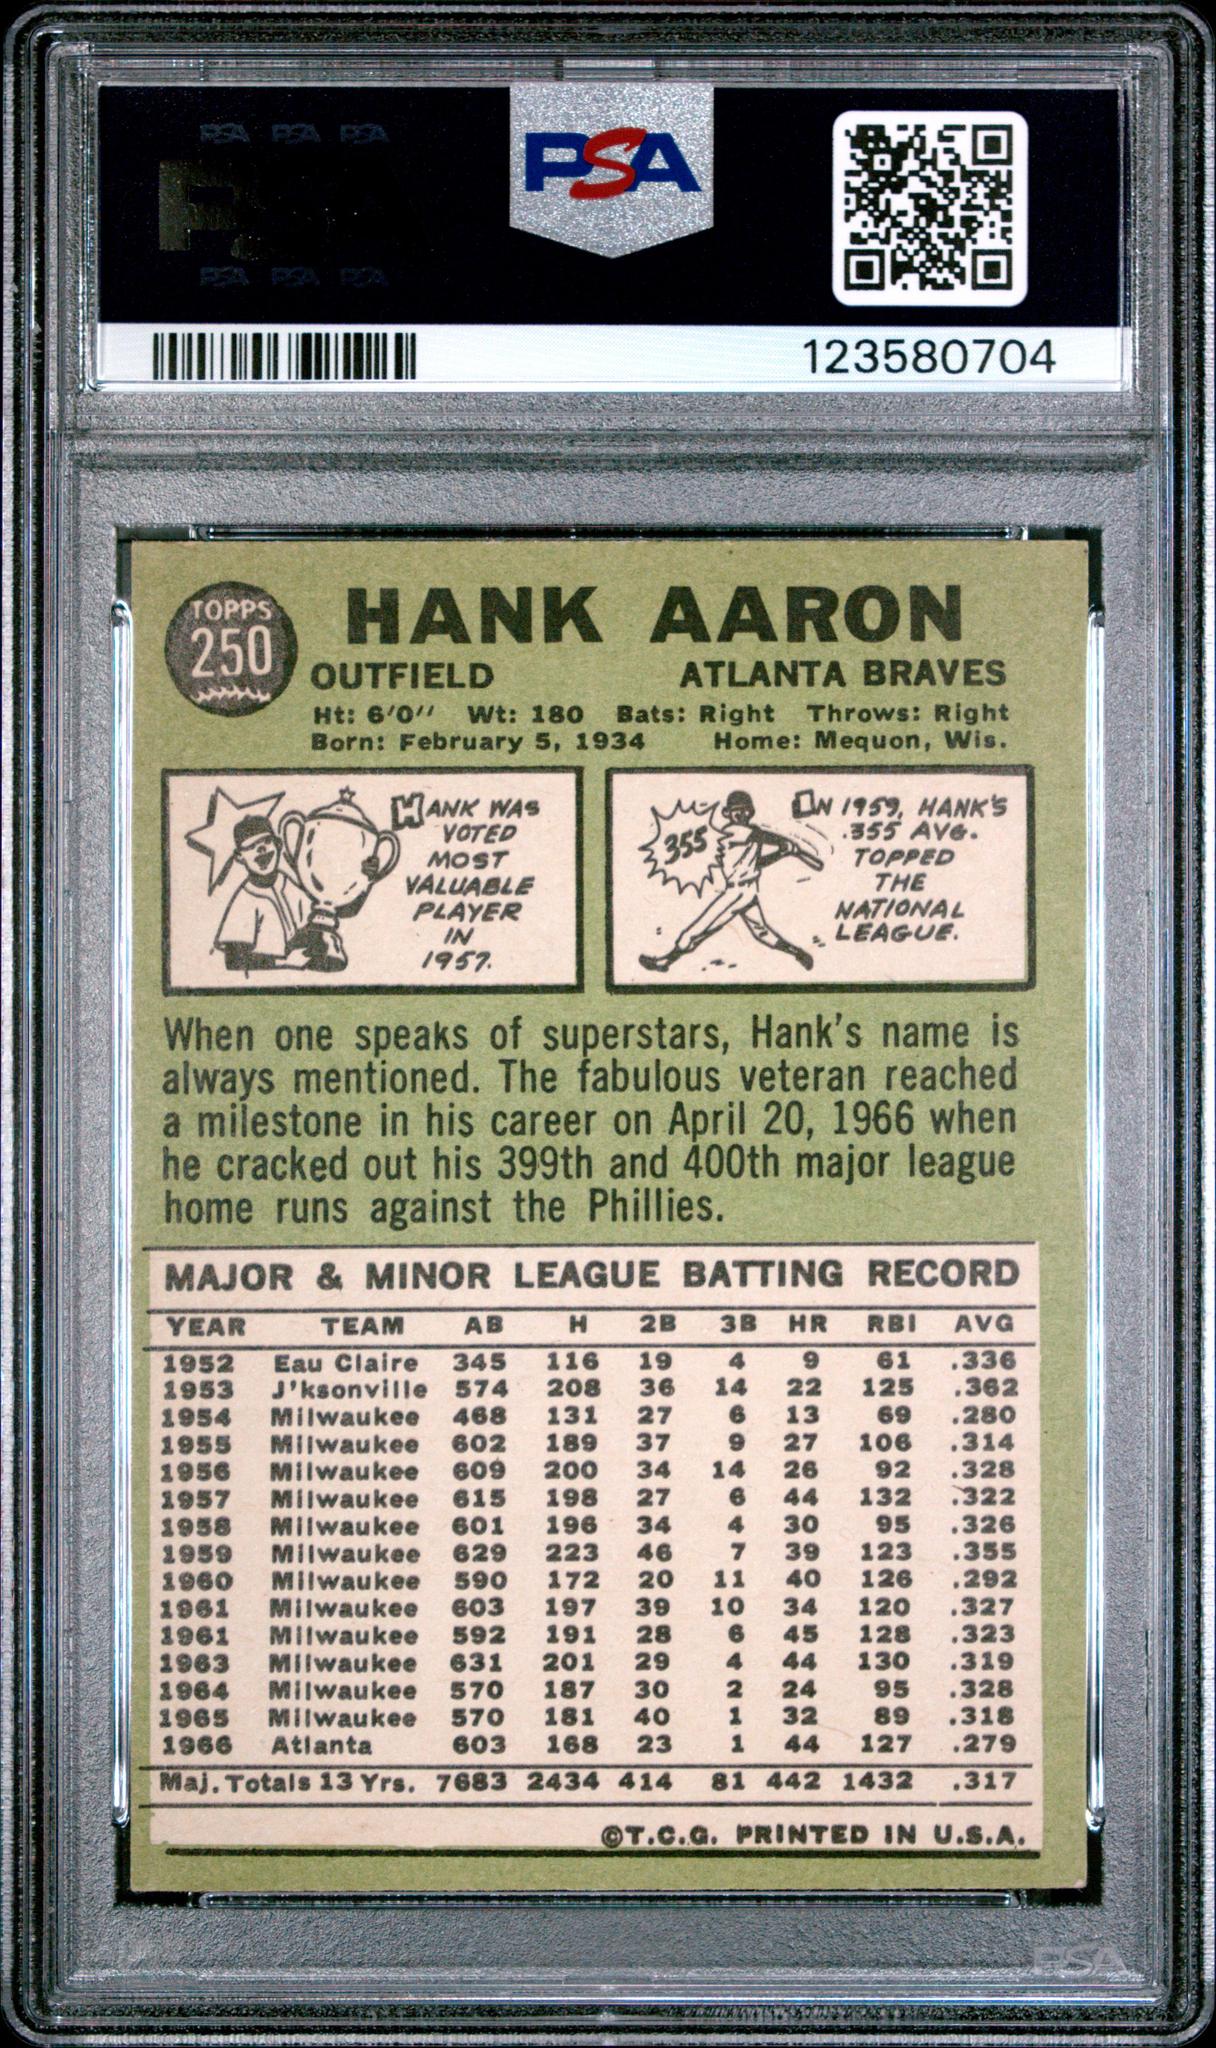 PSA PSA PSA
PSA
PSA PSA PSA
PSA
123580704
TOPPS
250
HANK AARON
OUTFIELD ATLANTA BRAVES
Ht: 6'0" Wt: 180 Bats: Right Throws: Right
Born: February 5, 1934 Home: Mequon, Wis.
HANK WAS
VOTED
MOST
VALUABLE
PLAYER
IN
1957.
355
IN 1959, HANK'S
.355 AVG.
TOPPED
THE
NATIONAL
LEAGUE.
When one speaks of superstars, Hank's name is
always mentioned. The fabulous veteran reached
a milestone in his career on April 20, 1966 when
he cracked out his 399th and 400th major league
home runs against the Phillies.
MAJOR & MINOR LEAGUE BATTING RECORD
YEAR TEAM AB H 2B 3B HR RBI AVG
1952 Eau Claire 345 116 19 4 9 61 .336
1953 J'ksonville 574 208 36 14 22 125 .362
1954 Milwaukee 468 131 27 6 13 69 .280
1955 Milwaukee 602 189 37 9 27 106 .314
1956 Milwaukee 609 200 34 14 26 92 .328
1957 Milwaukee 615 198 27 6 44 132 .322
1958 Milwaukee 601 196 34 4 30 95 .326
1959 Milwaukee 629 223 46 7 39 123 .355
1960 Milwaukee 590 172 20 11 40 126 .292
1961 Milwaukee 603 197 39 10 34 120 .327
1961 Milwaukee 592 191 28 6 45 128 .323
1963 Milwaukee 631 201 29 4 44 130 .319
1964 Milwaukee 570 187 30 2 24 95 .328
1965 Milwaukee 570 181 40 1 32 89 .318
1966 Atlanta 603 168 23 1 44 127 .279
Maj. Totals 13 Yrs. 7683 2434 414 81 442 1432 .317
©T.C.G. PRINTED IN U.S.A.
PSA